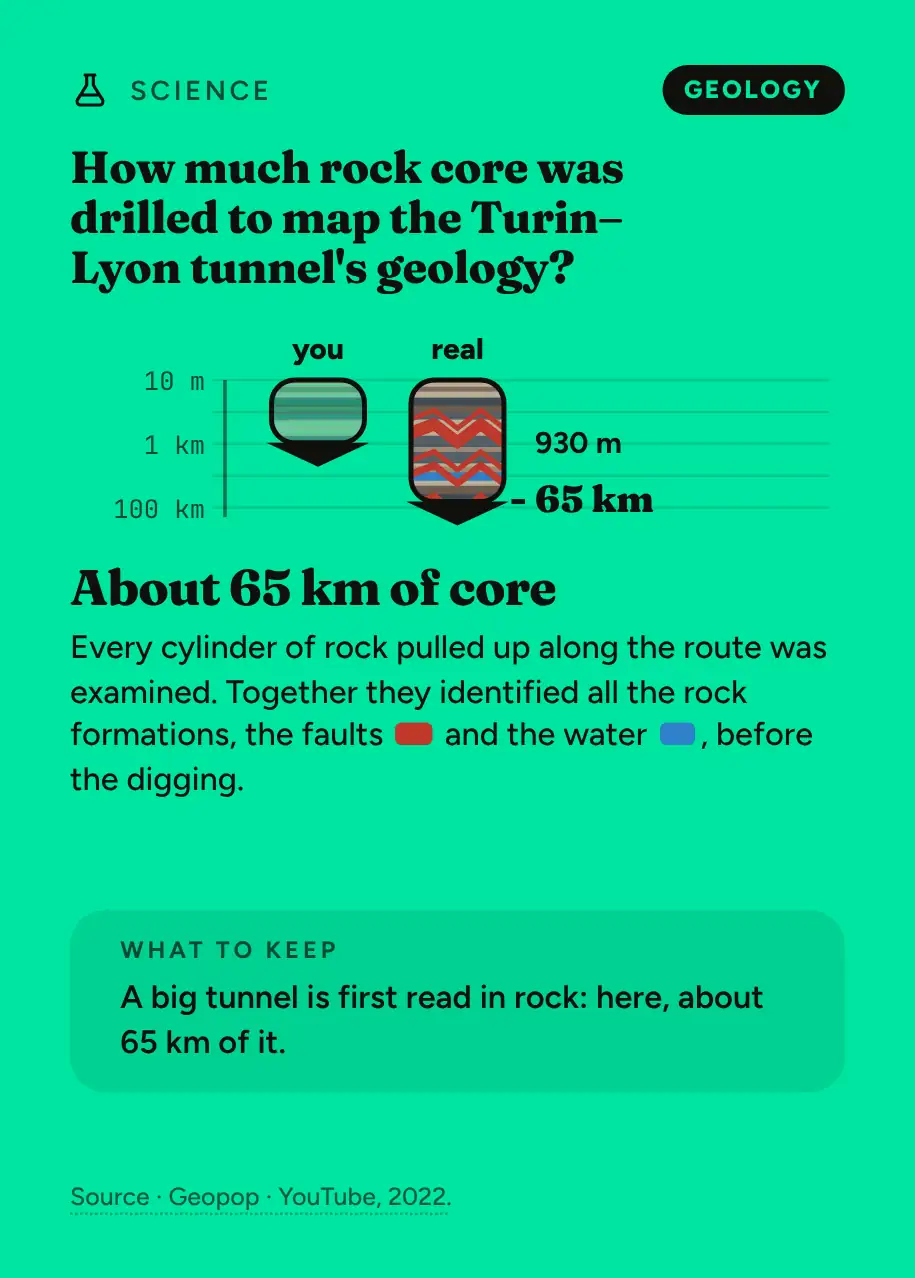 SCIENCE
GEOLOGY
How much rock core was
drilled to map the Turin–
Lyon tunnel's geology?
you
real
10 m
1 km
930 m
- 65 km
100 km
About 65 km of core
Every cylinder of rock pulled up along the route was
examined. Together they identified all the rock
formations, the faults and the water , before
the digging.
WHAT TO KEEP
A big tunnel is first read in rock: here, about
65 km of it.
Source · Geopop · YouTube, 2022.